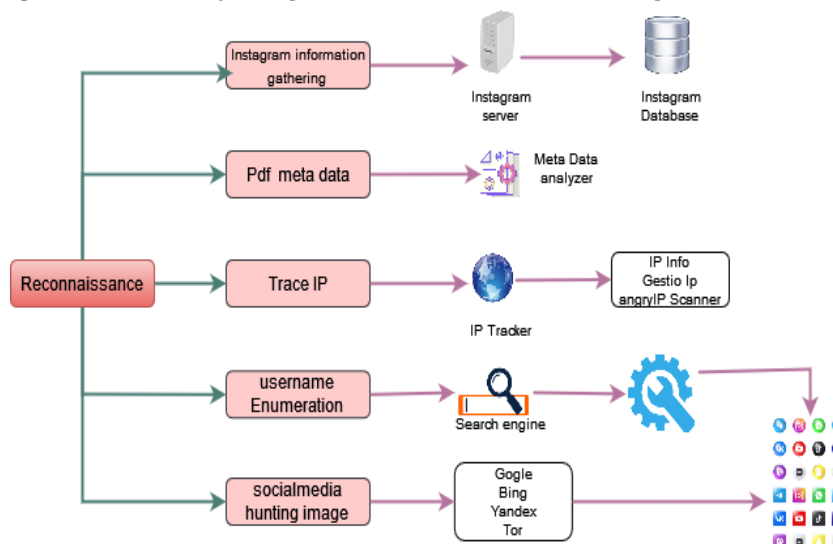 Instagram information
gathering
Instagram
server
Instagram
Database
Pdf meta data
Meta Data
analyzer
Reconnaissance
Trace IP
IP Tracker
IP Info
Gestio Ip
angryIP Scanner
username
Enumeration
Search engine
socialmedia
hunting image
Gogle
Bing
Yandex
Tor